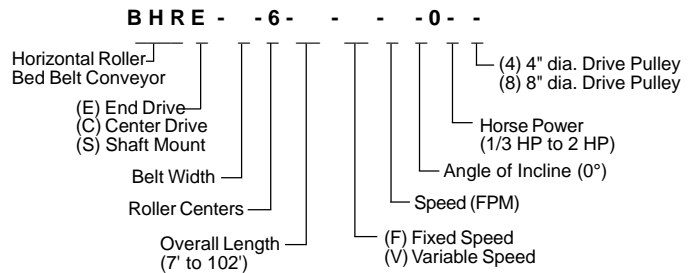 BHRE- -6- - - -0- -
Horizontal Roller
Bed Belt Conveyor
(E) End Drive
(C) Center Drive
(S) Shaft Mount
Belt Width
Roller Centers
Overall Length
(7' to 102')
(4) 4" dia. Drive Pulley
(8) 8" dia. Drive Pulley
Horse Power
(1/3 HP to 2 HP)
Angle of Incline (0°)
Speed (FPM)
(F) Fixed Speed
(V) Variable Speed